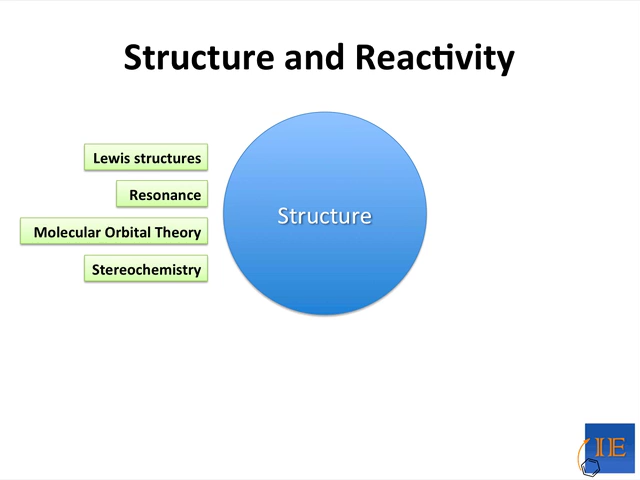 Structure and Reactivity
Lewis structures
Resonance
Molecular Orbital Theory
Stereochemistry
Structure
IE